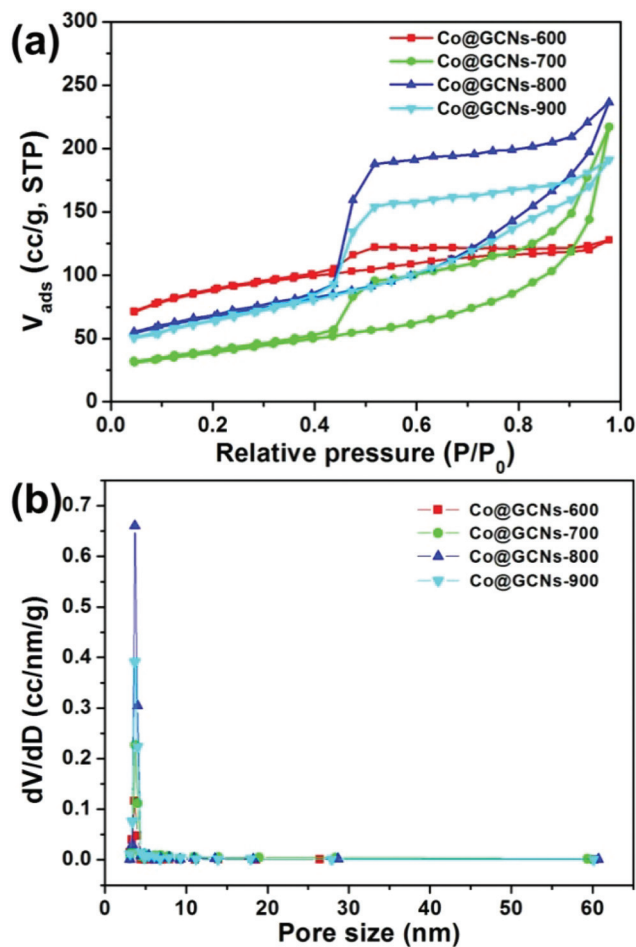 (a)
300
250
200
150
100
50
0
V_ads (cc/g, STP)
Co@GCNs-600
Co@GCNs-700
Co@GCNs-800
Co@GCNs-900
0.0 0.2 0.4 0.6 0.8 1.0
Relative pressure (P/P₀)
(b)
0.7
0.6
0.5
0.4
0.3
0.2
0.1
0.0
dV/dD (cc/nm/g)
Co@GCNs-600
Co@GCNs-700
Co@GCNs-800
Co@GCNs-900
0 10 20 30 40 50 60
Pore size (nm)